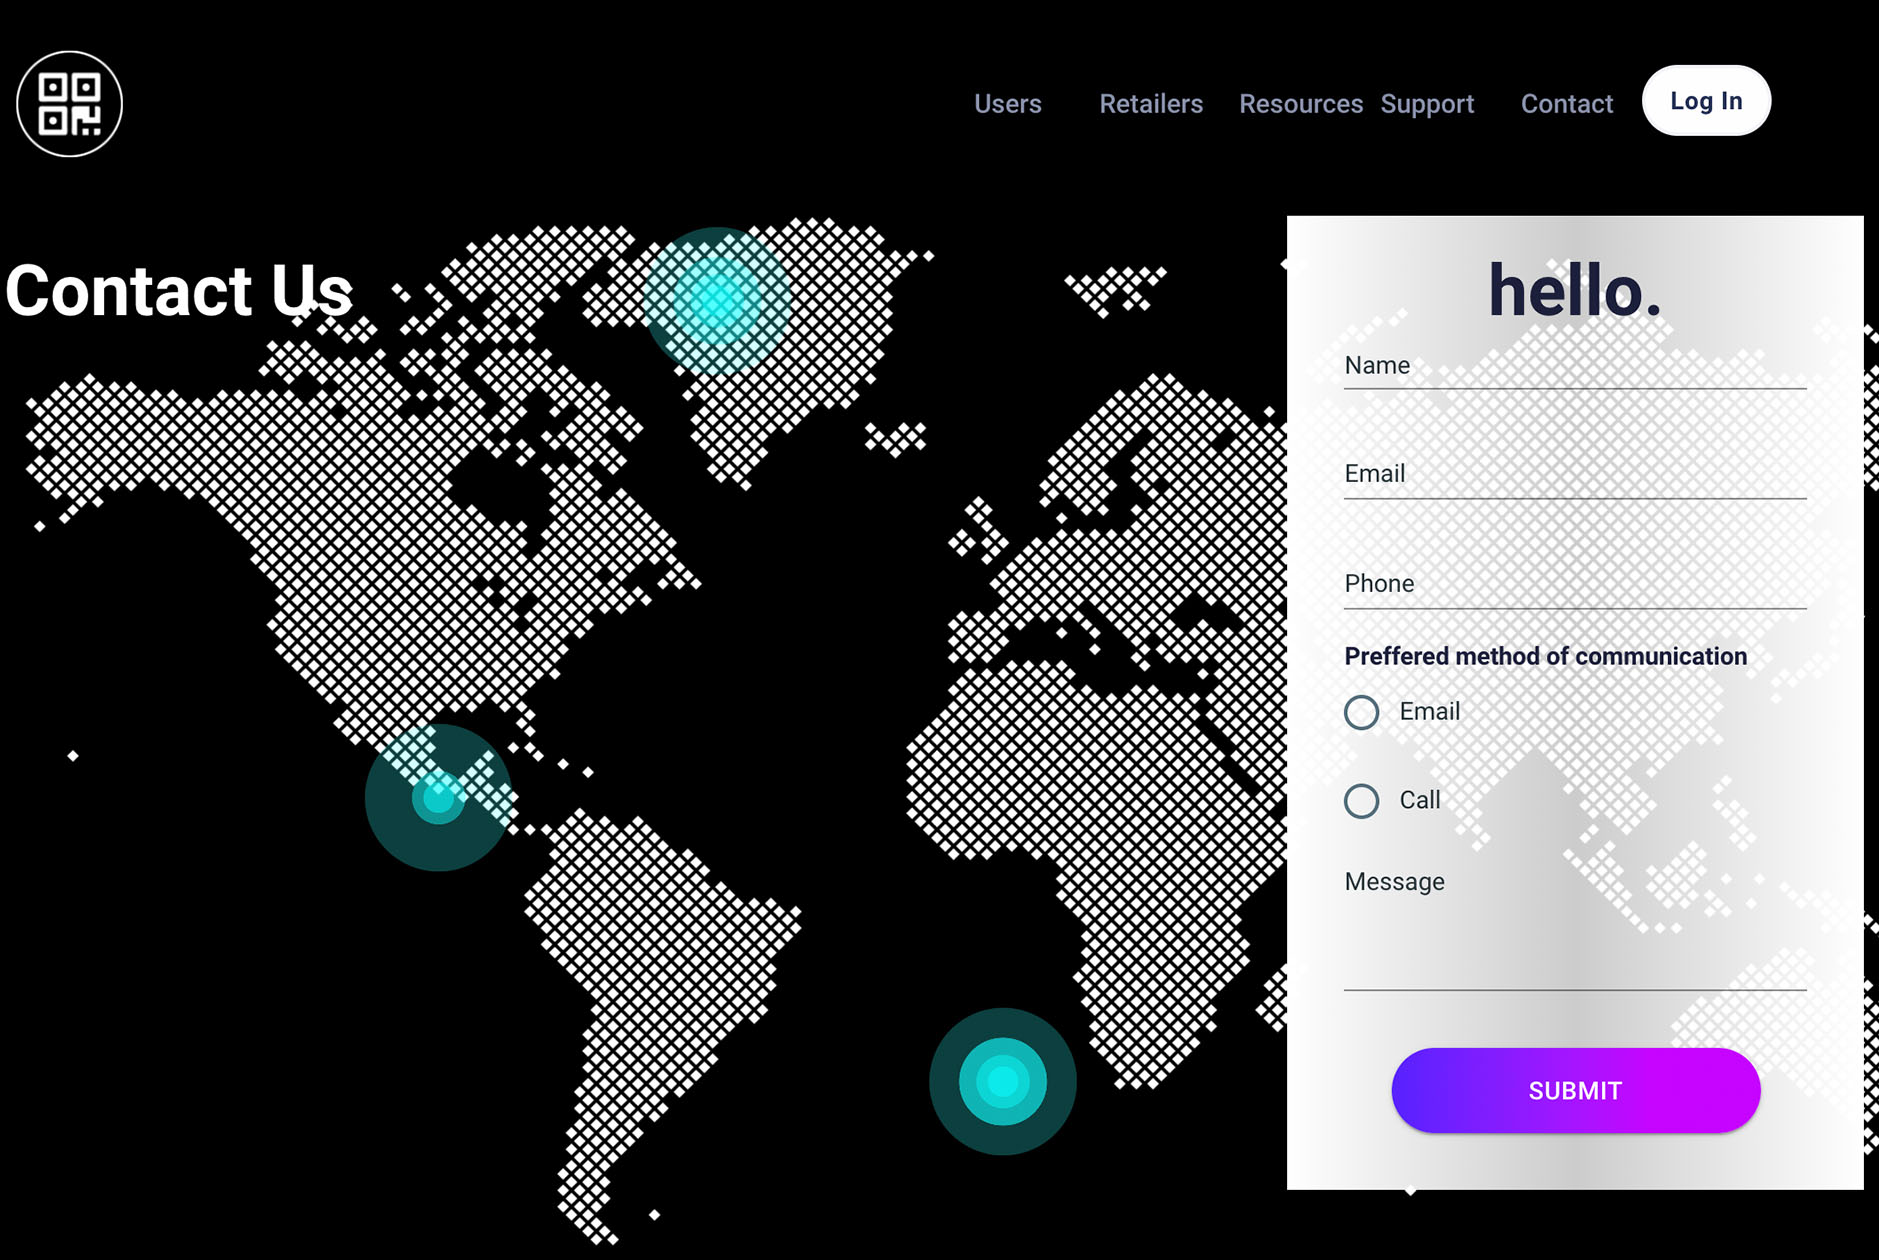 Users Retailers Resources Support Contact Log In
Contact Us
hello.
Name
Email
Phone
Preffered method of communication
Email
Call
Message
SUBMIT